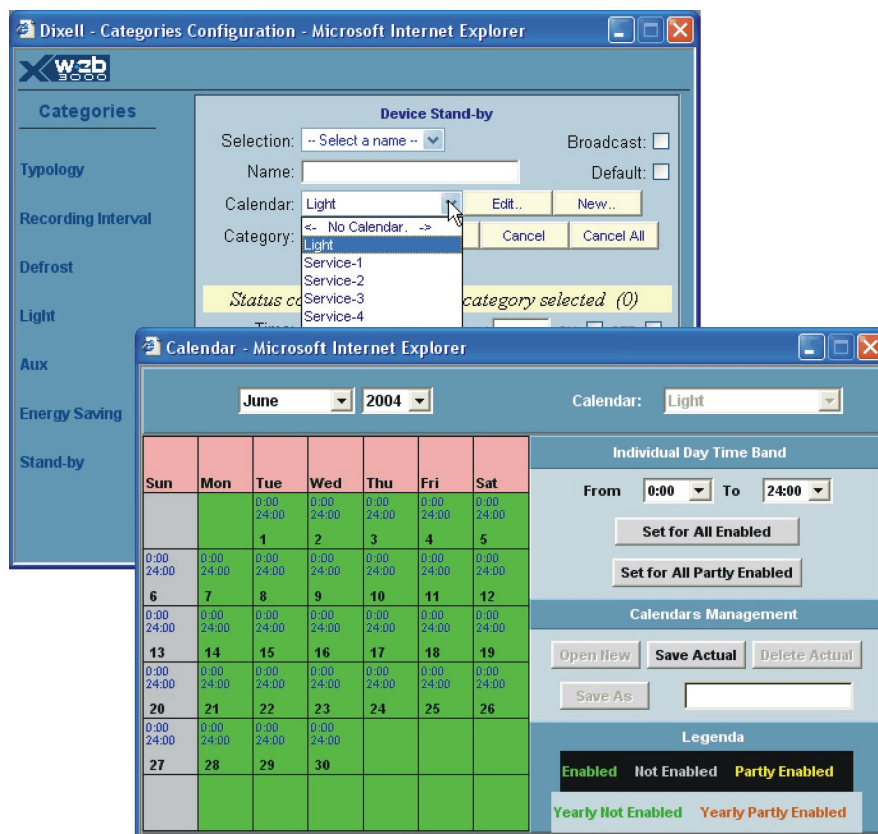 Dixell - Categories Configuration - Microsoft Internet Explorer
Xweb
3000
Categories
Typology
Recording Interval
Defrost
Light
Aux
Energy Saving
Stand-by
Device Stand-by
Selection: -- Select a name -- Broadcast:
Name: Default:
Calendar: Light Edit.. New..
Category: Cancel Cancel All
<- No Calendar. ->
Light
Service-1
Service-2
Service-3
Service-4
Status category selected (0)
Calendar - Microsoft Internet Explorer
June 2004 Calendar: Light
Sun Mon Tue Wed Thu Fri Sat
0:00 0:00 0:00 0:00 0:00
24:00 24:00 24:00 24:00 24:00
1 2 3 4 5
0:00 0:00 0:00 0:00 0:00 0:00 0:00
24:00 24:00 24:00 24:00 24:00 24:00 24:00
6 7 8 9 10 11 12
0:00 0:00 0:00 0:00 0:00 0:00 0:00
24:00 24:00 24:00 24:00 24:00 24:00 24:00
13 14 15 16 17 18 19
0:00 0:00 0:00 0:00 0:00 0:00 0:00
24:00 24:00 24:00 24:00 24:00 24:00 24:00
20 21 22 23 24 25 26
0:00 0:00 0:00 0:00
24:00 24:00 24:00 24:00
27 28 29 30
Individual Day Time Band
From 0:00 To 24:00
Set for All Enabled
Set for All Partly Enabled
Calendars Management
Open New Save Actual Delete Actual
Save As
Legenda
Enabled Not Enabled Partly Enabled
Yearly Not Enabled Yearly Partly Enabled